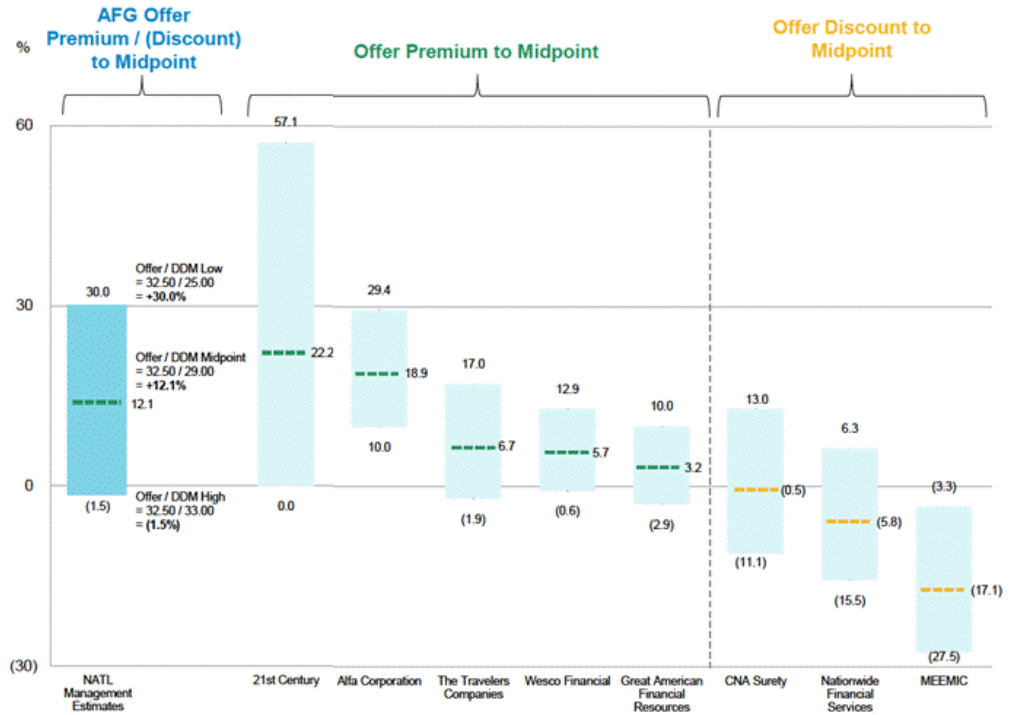 AFG Offer
Premium / (Discount)
to Midpoint
Offer Premium to Midpoint
Offer Discount to
Midpoint
%
60
30
0
(30)
30.0
12.1
(1.5)
Offer / DDM Low
= 32.50 / 25.00
= +30.0%
Offer / DDM Midpoint
= 32.50 / 29.00
= +12.1%
Offer / DDM High
= 32.50 / 33.00
= (1.5%)
57.1
22.2
0.0
29.4
18.9
10.0
17.0
6.7
(1.9)
12.9
5.7
(0.6)
10.0
3.2
(2.9)
13.0
(0.5)
(11.1)
6.3
(5.8)
(15.5)
(3.3)
(17.1)
(27.5)
NATL
Management
Estimates
21st Century
Alfa Corporation
The Travelers
Companies
Wesco Financial
Great American
Financial
Resources
CNA Surety
Nationwide
Financial
Services
MEEMIC